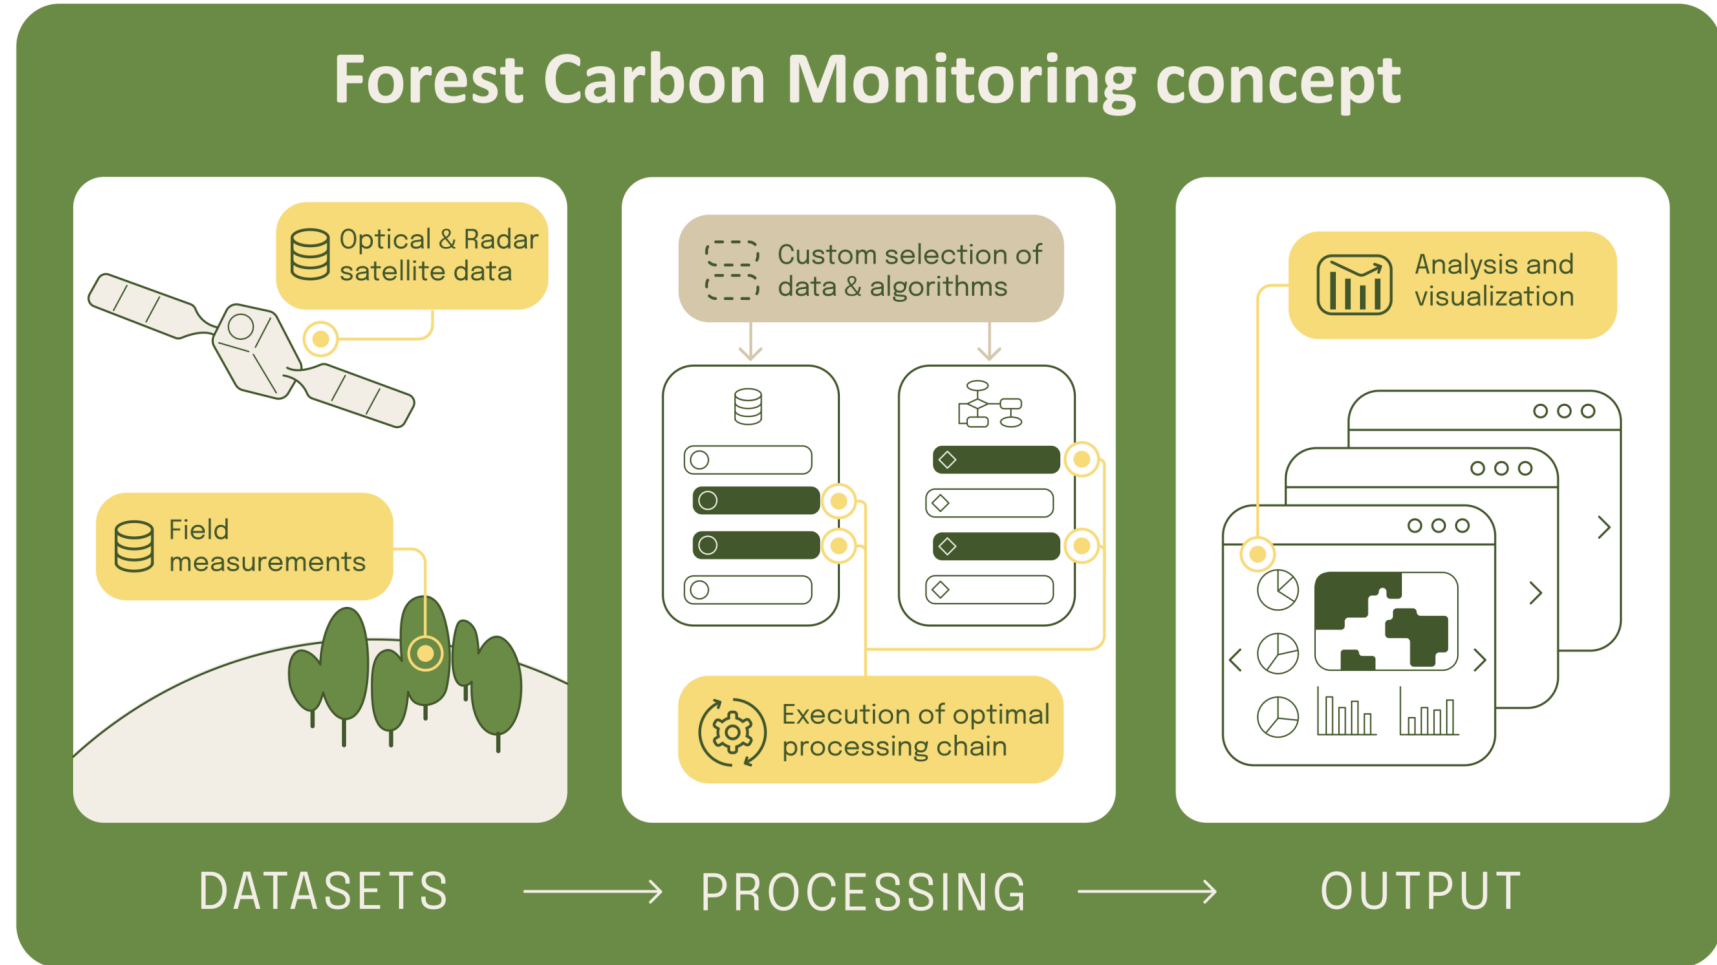 Forest Carbon Monitoring concept
Optical & Radar
satellite data
Field
measurements
Custom selection of
data & algorithms
Execution of optimal
processing chain
Analysis and
visualization
DATASETS
PROCESSING
OUTPUT